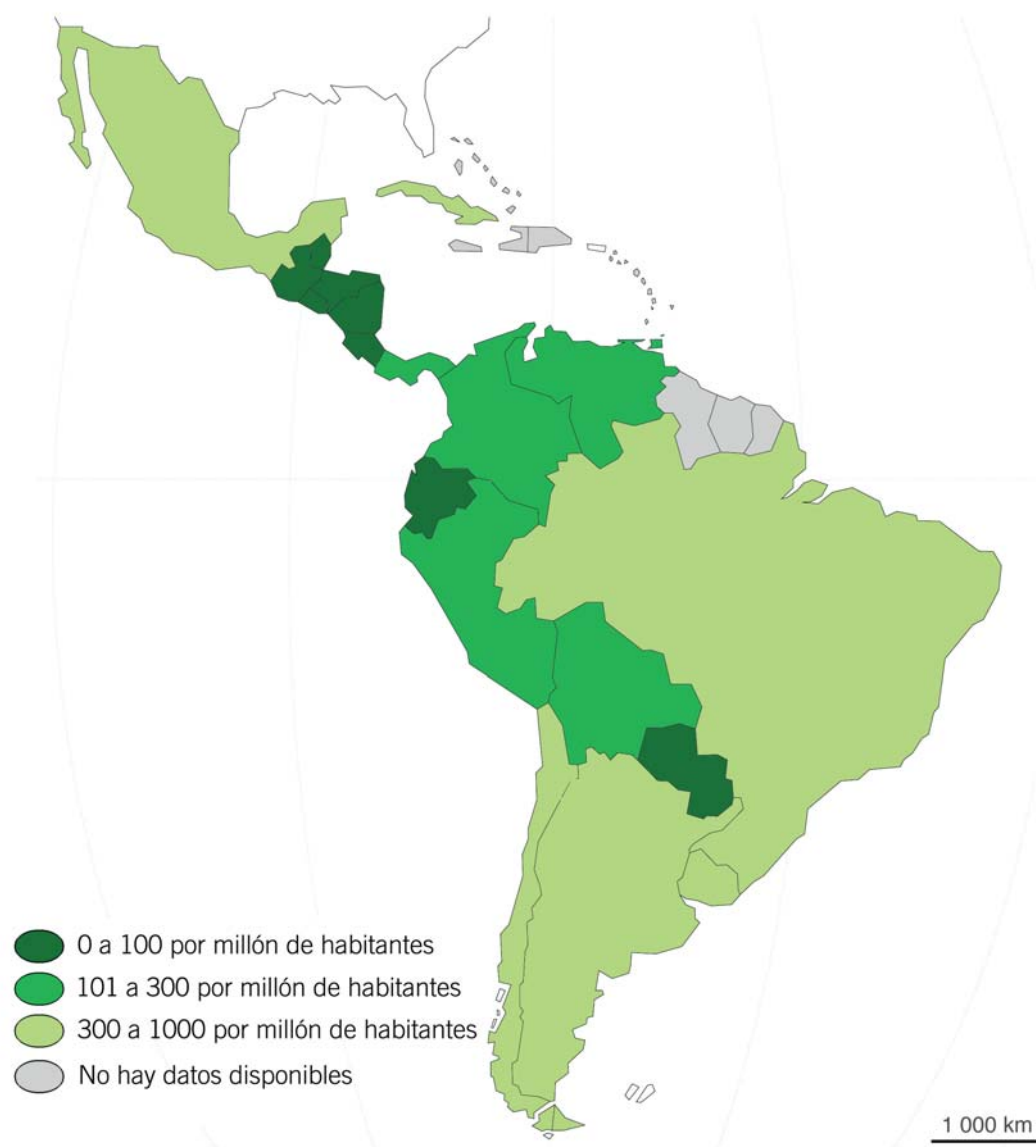 0 a 100 por millón de habitantes
101 a 300 por millón de habitantes
300 a 1000 por millón de habitantes
No hay datos disponibles
1 000 km